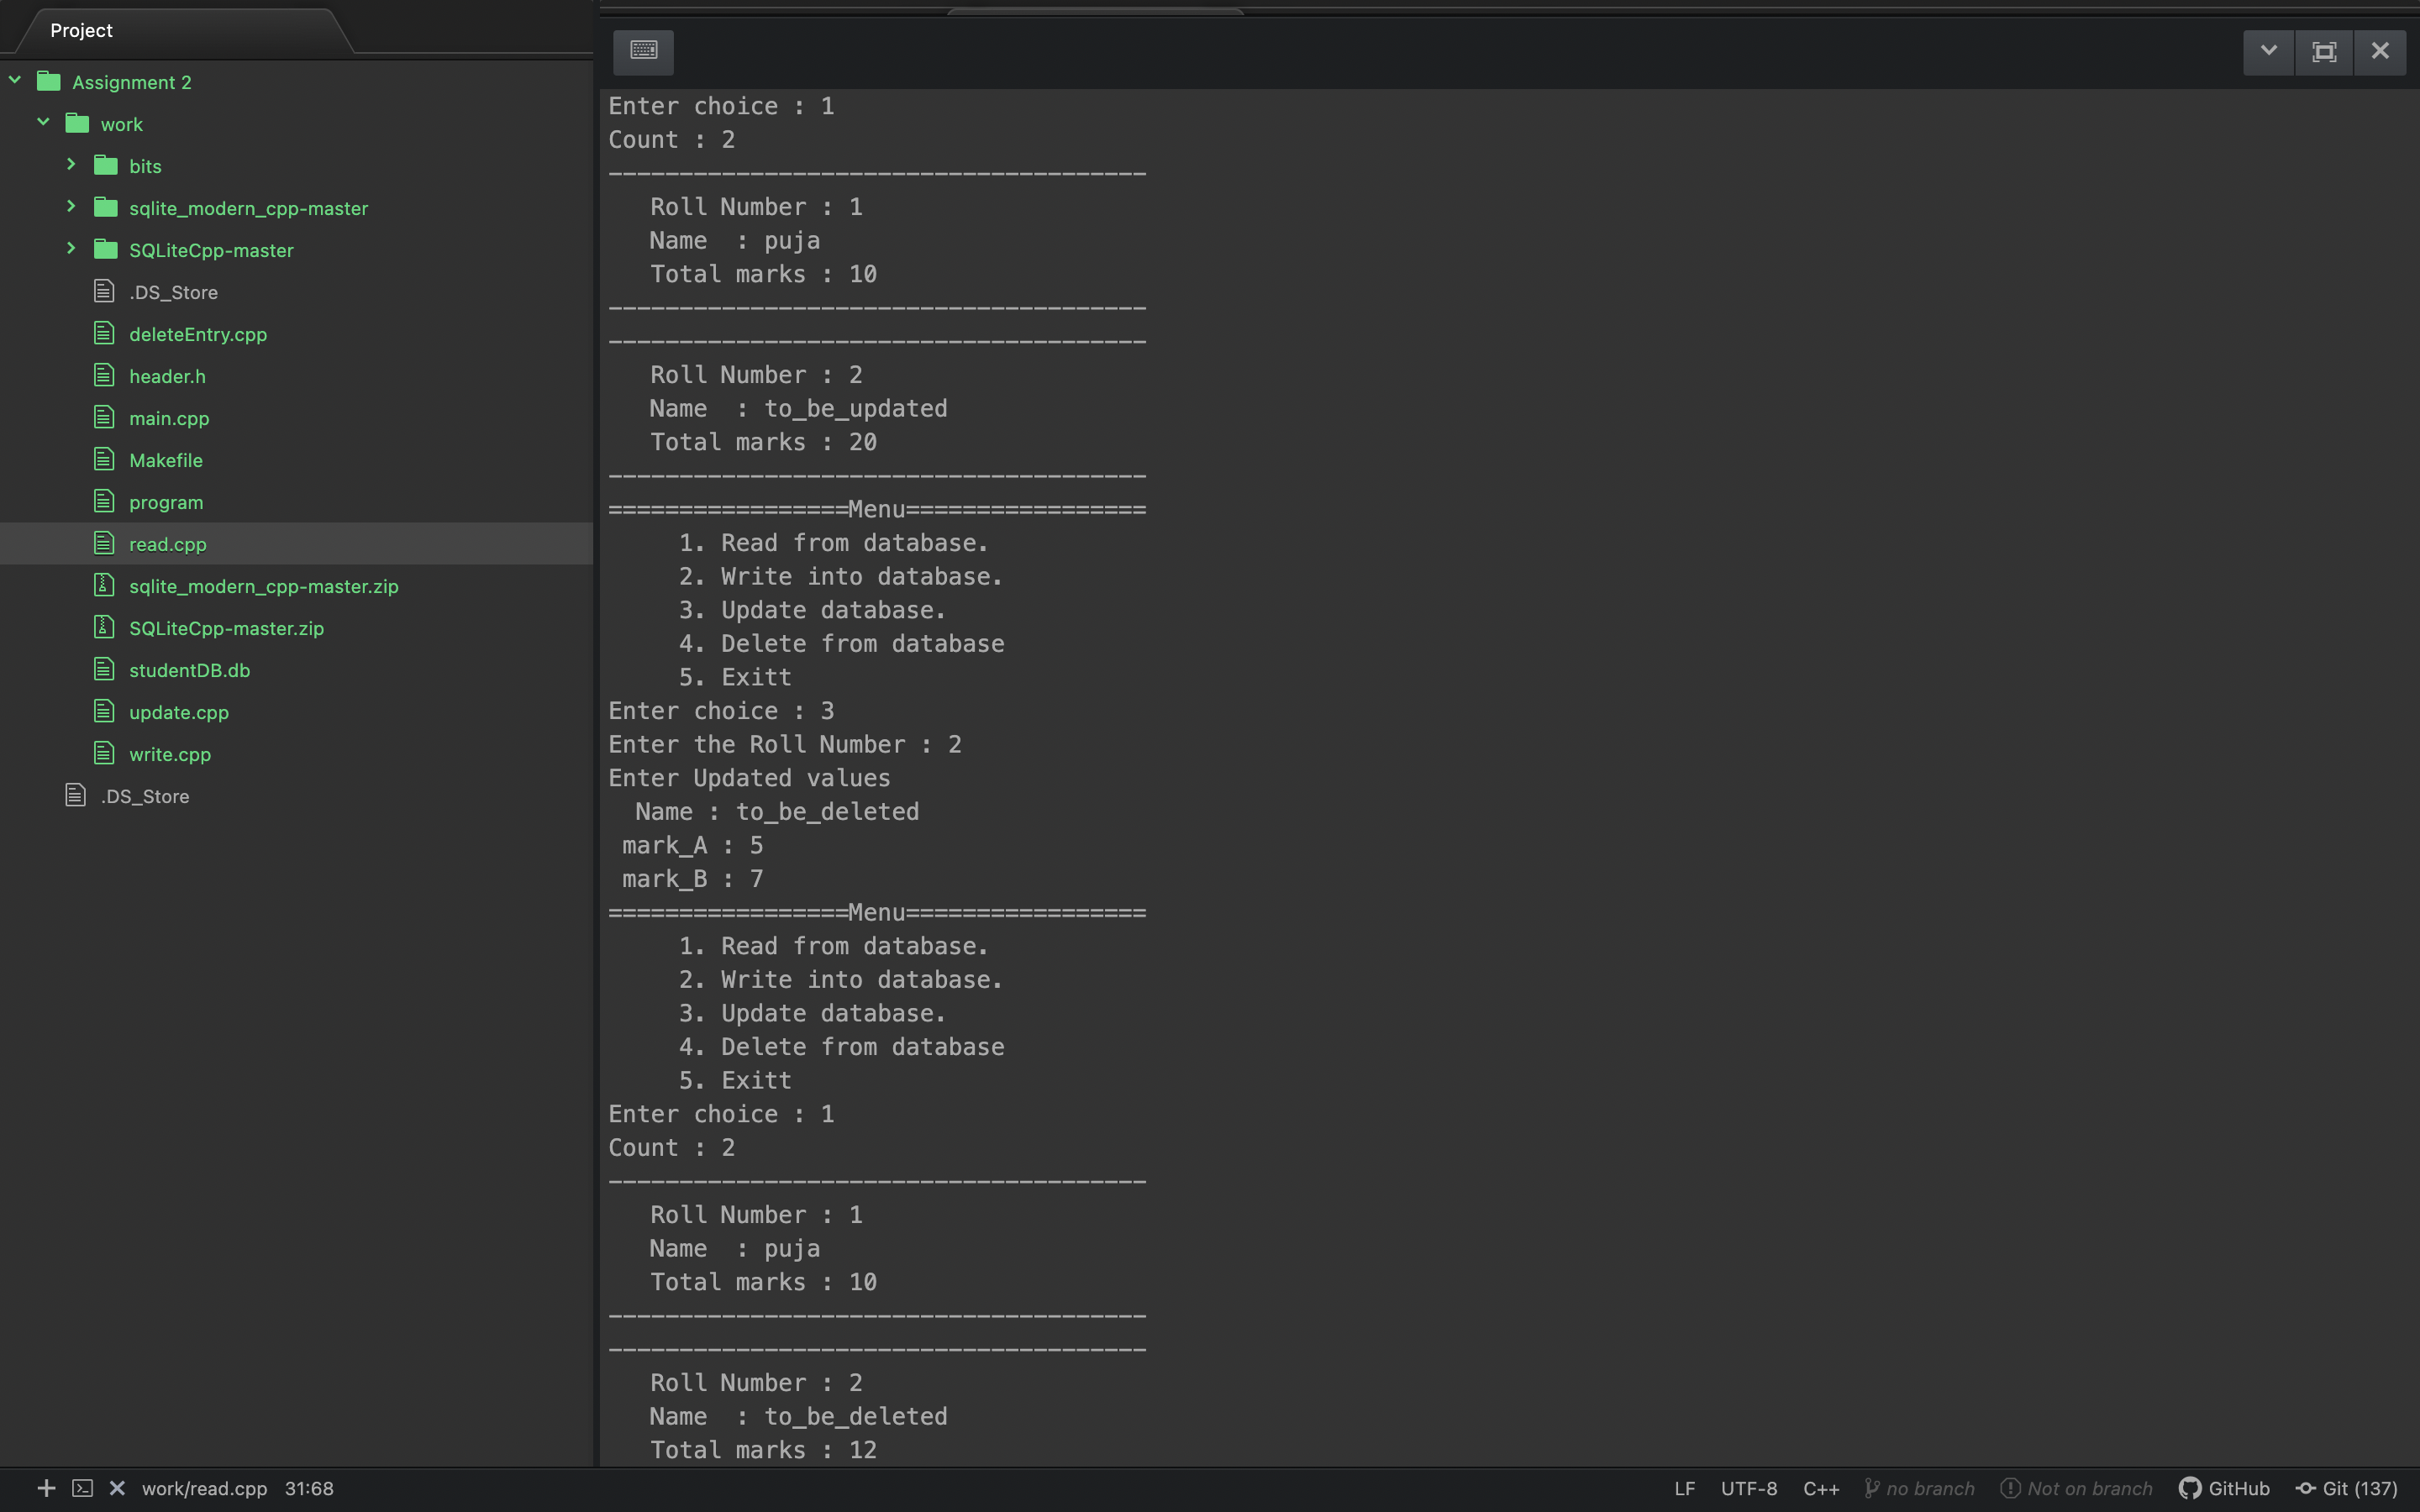 Project
Assignment 2
work
bits
sqlite_modern_cpp-master
SQLiteCpp-master
.DS_Store
deleteEntry.cpp
header.h
main.cpp
Makefile
program
read.cpp
sqlite_modern_cpp-master.zip
SQLiteCpp-master.zip
studentDB.db
update.cpp
write.cpp
.DS_Store
Enter choice : 1
Count : 2
--------------------------------------
Roll Number : 1
Name  : puja
Total marks : 10
--------------------------------------
--------------------------------------
Roll Number : 2
Name  : to_be_updated
Total marks : 20
--------------------------------------
=================Menu=================
1. Read from database.
2. Write into database.
3. Update database.
4. Delete from database
5. Exitt
Enter choice : 3
Enter the Roll Number : 2
Enter Updated values
Name : to_be_deleted
mark_A : 5
mark_B : 7
=================Menu=================
1. Read from database.
2. Write into database.
3. Update database.
4. Delete from database
5. Exitt
Enter choice : 1
Count : 2
--------------------------------------
Roll Number : 1
Name  : puja
Total marks : 10
--------------------------------------
--------------------------------------
Roll Number : 2
Name  : to_be_deleted
Total marks : 12
work/read.cpp 31:68 LF UTF-8 C++ no branch Not on branch GitHub Git (137)